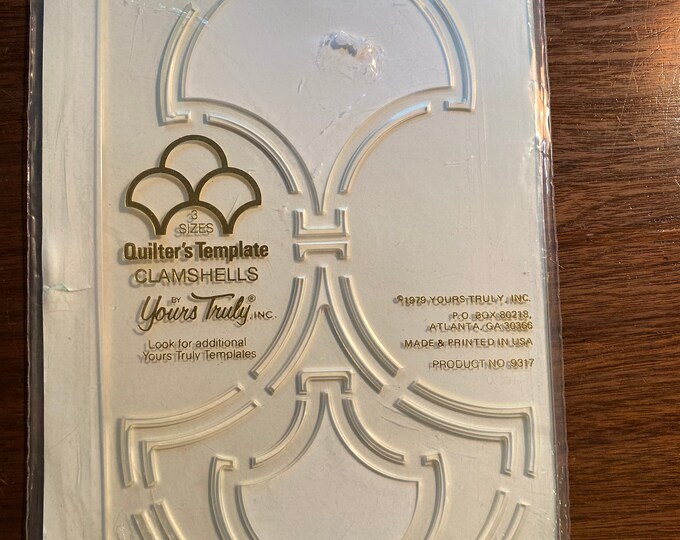 3
SIZES
Quilter's Template
CLAMSHELLS
BY
Yours Truly® INC.
Look for additional
Yours Truly Templates
©1979 YOURS TRULY, INC.
P.O. BOX 80218,
ATLANTA, GA 30366
MADE & PRINTED IN USA
PRODUCT NO. 9317